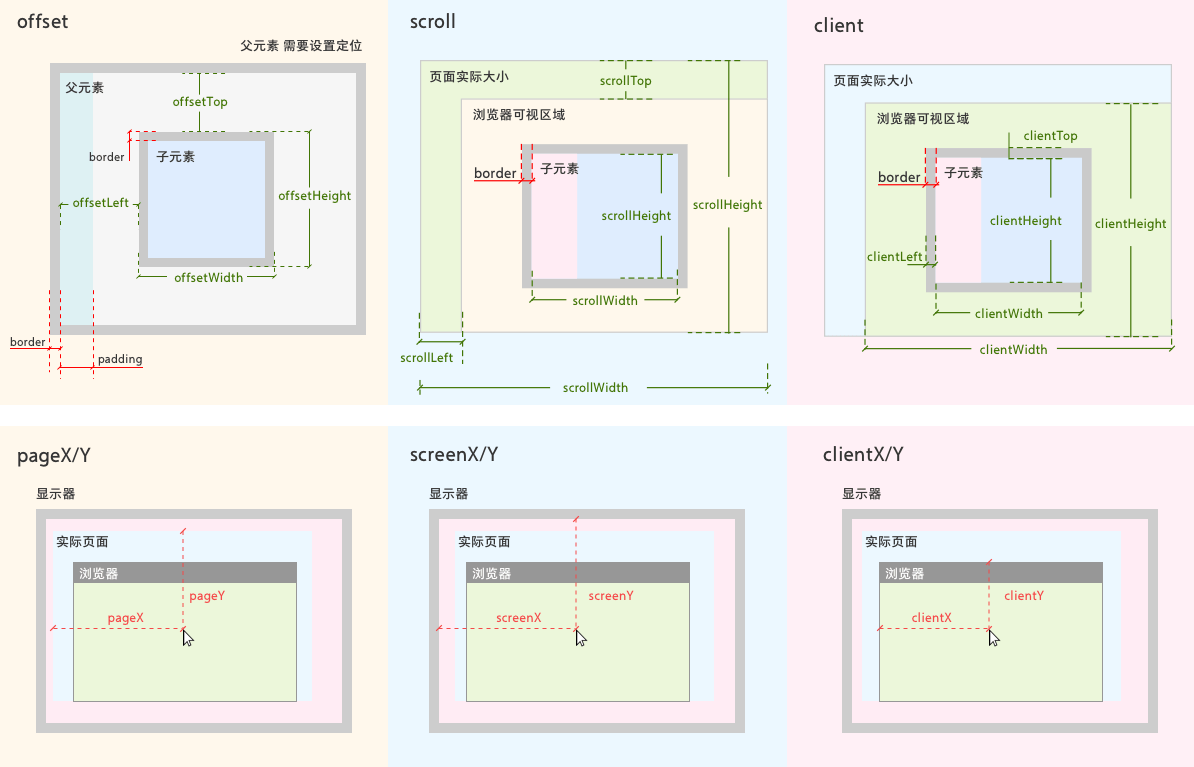 offset
父元素 需要设置定位
父元素
offsetTop
border
子元素
offsetHeight
offsetLeft
offsetWidth
border
padding
scroll
页面实际大小
scrollTop
浏览器可视区域
border
子元素
scrollHeight
scrollHeight
scrollWidth
scrollLeft
scrollWidth
client
页面实际大小
浏览器可视区域
clientTop
border
子元素
clientHeight
clientHeight
clientLeft
clientWidth
clientWidth
pageX/Y
显示器
实际页面
浏览器
pageY
pageX
screenX/Y
显示器
实际页面
浏览器
screenY
screenX
clientX/Y
显示器
实际页面
浏览器
clientY
clientX